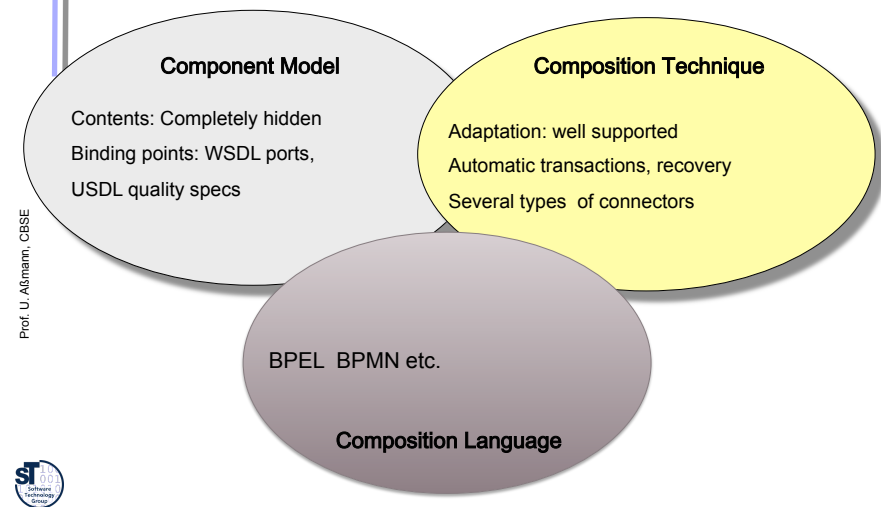 Component Model
Contents: Completely hidden
Binding points: WSDL ports,
USDL quality specs
Composition Technique
Adaptation: well supported
Automatic transactions, recovery
Several types of connectors
BPEL BPMN etc.
Composition Language
Prof. U. Aßmann, CBSE
ST
Software
Technology
Group